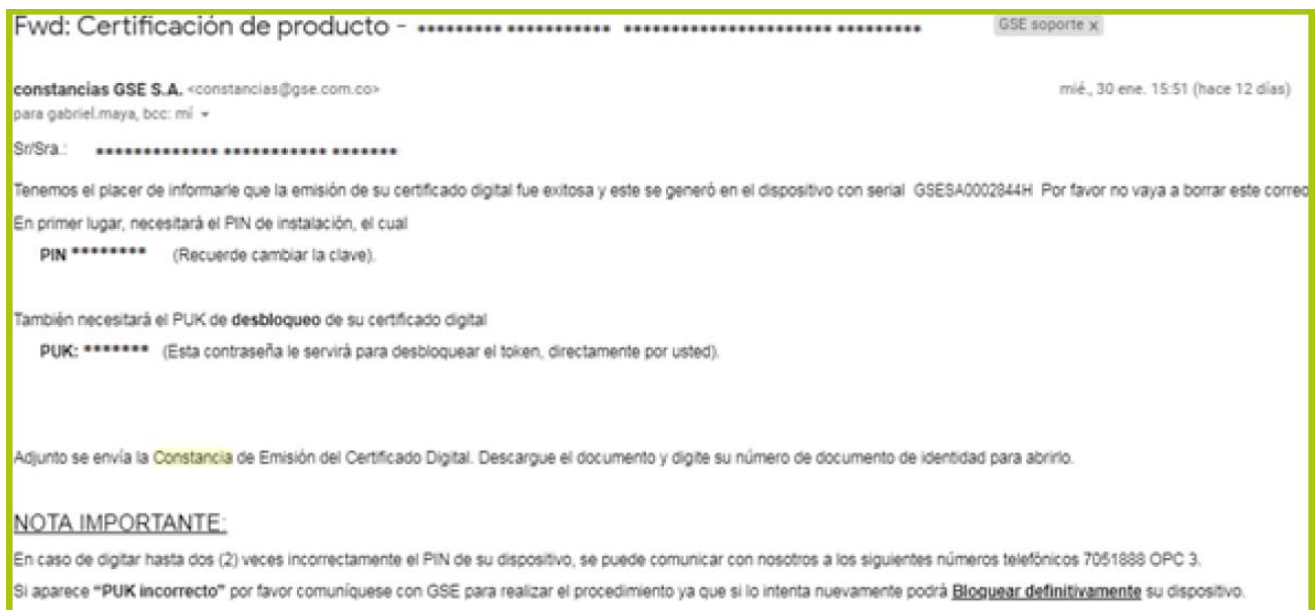 Fwd: Certificación de producto - ••••••••• ••••••••••• •••••••••••••••••••••• ••••••••• GSE soporte x
constancias GSE S.A. <constancias@gse.com.co> mié., 30 ene. 15:51 (hace 12 días)
para gabriel.maya, bcc: mí
Sr/Sra.: ••••••••••••• ••••••••••• •••••••
Tenemos el placer de informarle que la emisión de su certificado digital fue exitosa y este se generó en el dispositivo con serial GSESA0002844H Por favor no vaya a borrar este correo
En primer lugar, necesitará el PIN de instalación, el cual
PIN ******** (Recuerde cambiar la clave).
También necesitará el PUK de desbloqueo de su certificado digital
PUK: ******* (Esta contraseña le servirá para desbloquear el token, directamente por usted).
Adjunto se envía la Constancia de Emisión del Certificado Digital. Descargue el documento y digite su número de documento de identidad para abrirlo.
NOTA IMPORTANTE:
En caso de digitar hasta dos (2) veces incorrectamente el PIN de su dispositivo, se puede comunicar con nosotros a los siguientes números telefónicos 7051888 OPC 3.
Si aparece “PUK incorrecto” por favor comuníquese con GSE para realizar el procedimiento ya que si lo intenta nuevamente podrá Bloquear definitivamente su dispositivo.